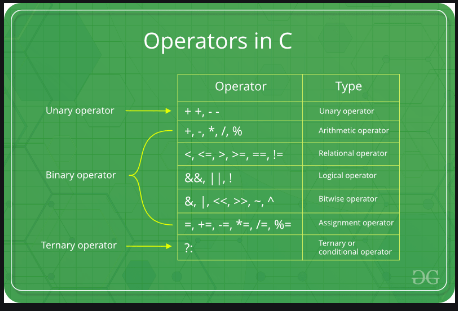 Operators in C
Operator Type
Unary operator + +, - - Unary operator
+, -, *, /, % Arithmetic operator
<, <=, >, >=, ==, != Relational operator
Binary operator &&, ||, ! Logical operator
&, |, <<, >>, ~, ^ Bitwise operator
=, +=, -=, *=, /=, %= Assignment operator
Ternary operator ?: Ternary or
conditional operator
GG